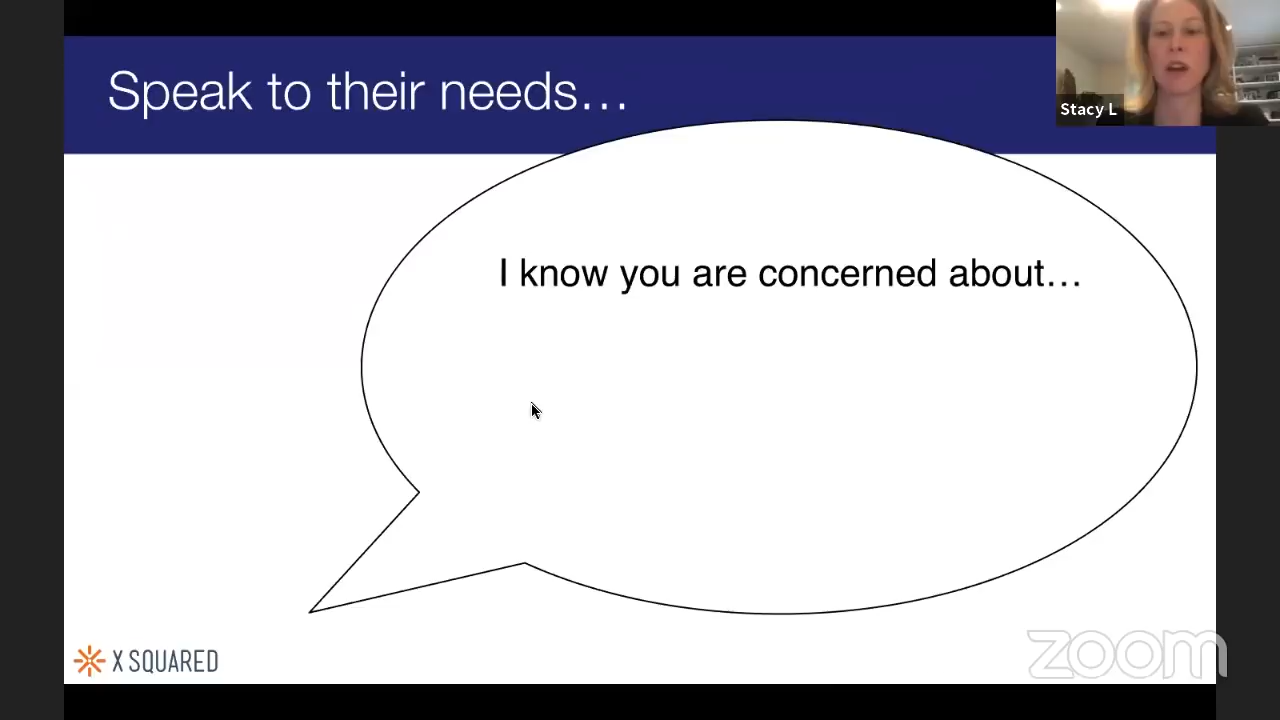 Speak to their needs…
Stacy L
I know you are concerned about…
X SQUARED
zoom